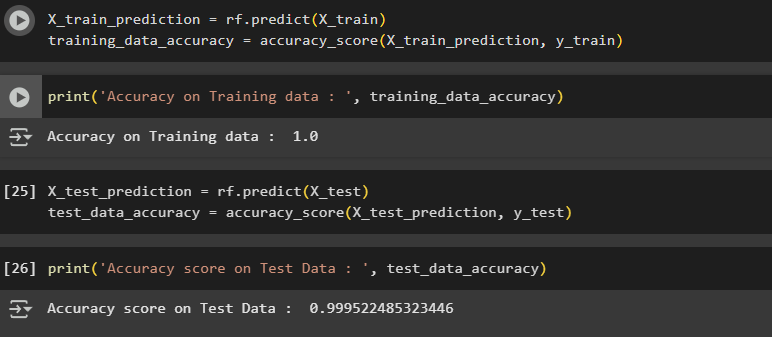 X_train_prediction = rf.predict(X_train)
training_data_accuracy = accuracy_score(X_train_prediction, y_train)
print('Accuracy on Training data : ', training_data_accuracy)
Accuracy on Training data :  1.0
[25] X_test_prediction = rf.predict(X_test)
test_data_accuracy = accuracy_score(X_test_prediction, y_test)
[26] print('Accuracy score on Test Data : ', test_data_accuracy)
Accuracy score on Test Data :  0.999522485323446